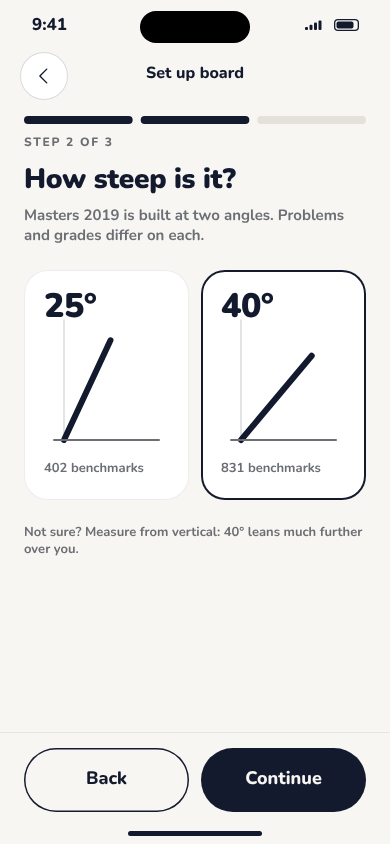 9:41
Set up board
STEP 2 OF 3
How steep is it?
Masters 2019 is built at two angles. Problems
and grades differ on each.
25°
402 benchmarks
40°
831 benchmarks
Not sure? Measure from vertical: 40° leans much further
over you.
Back
Continue